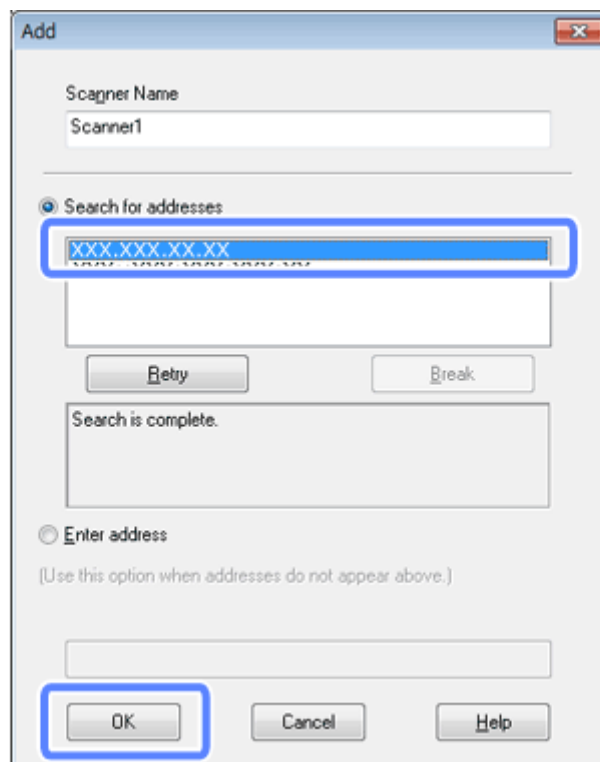 Add
Scanner Name
Scanner1
Search for addresses
XXX.XXX.XX.XX
Retry
Break
Search is complete.
Enter address
(Use this option when addresses do not appear above.)
OK
Cancel
Help